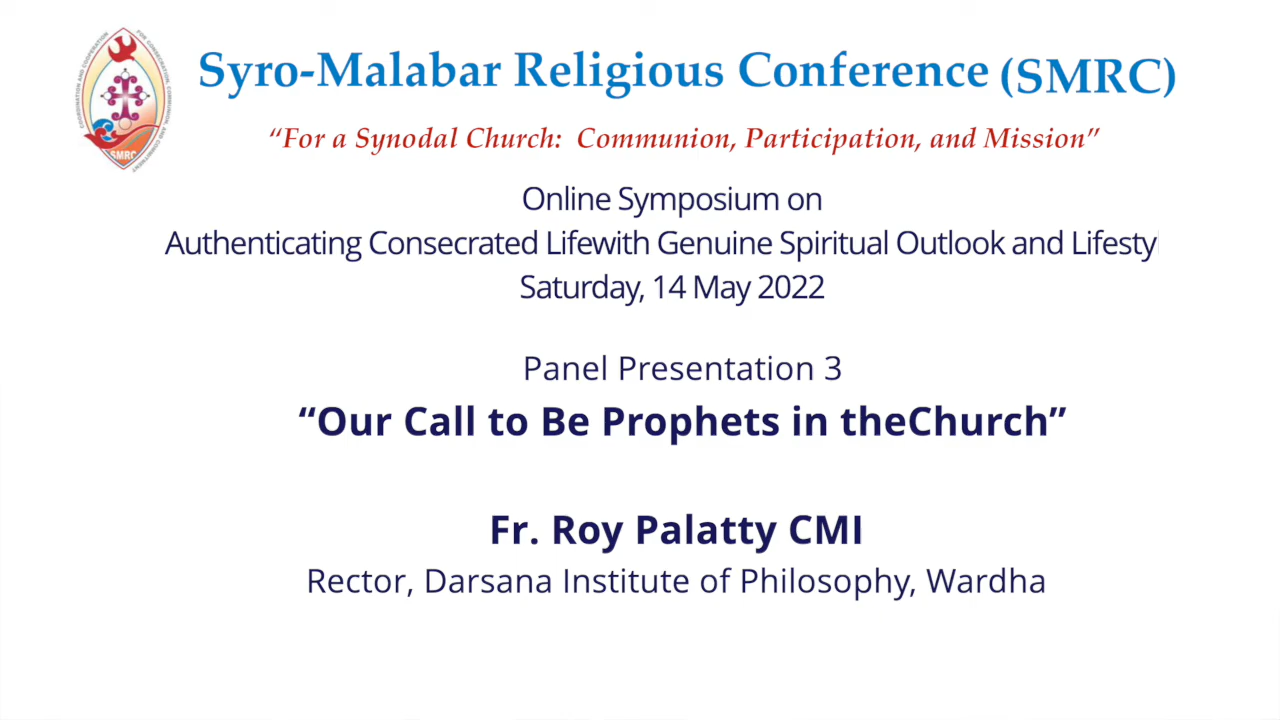 Syro-Malabar Religious Conference (SMRC)
“For a Synodal Church: Communion, Participation, and Mission”
Online Symposium on
Authenticating Consecrated Lifewith Genuine Spiritual Outlook and Lifesty
Saturday, 14 May 2022
Panel Presentation 3
“Our Call to Be Prophets in theChurch”
Fr. Roy Palatty CMI
Rector, Darsana Institute of Philosophy, Wardha
SMRC